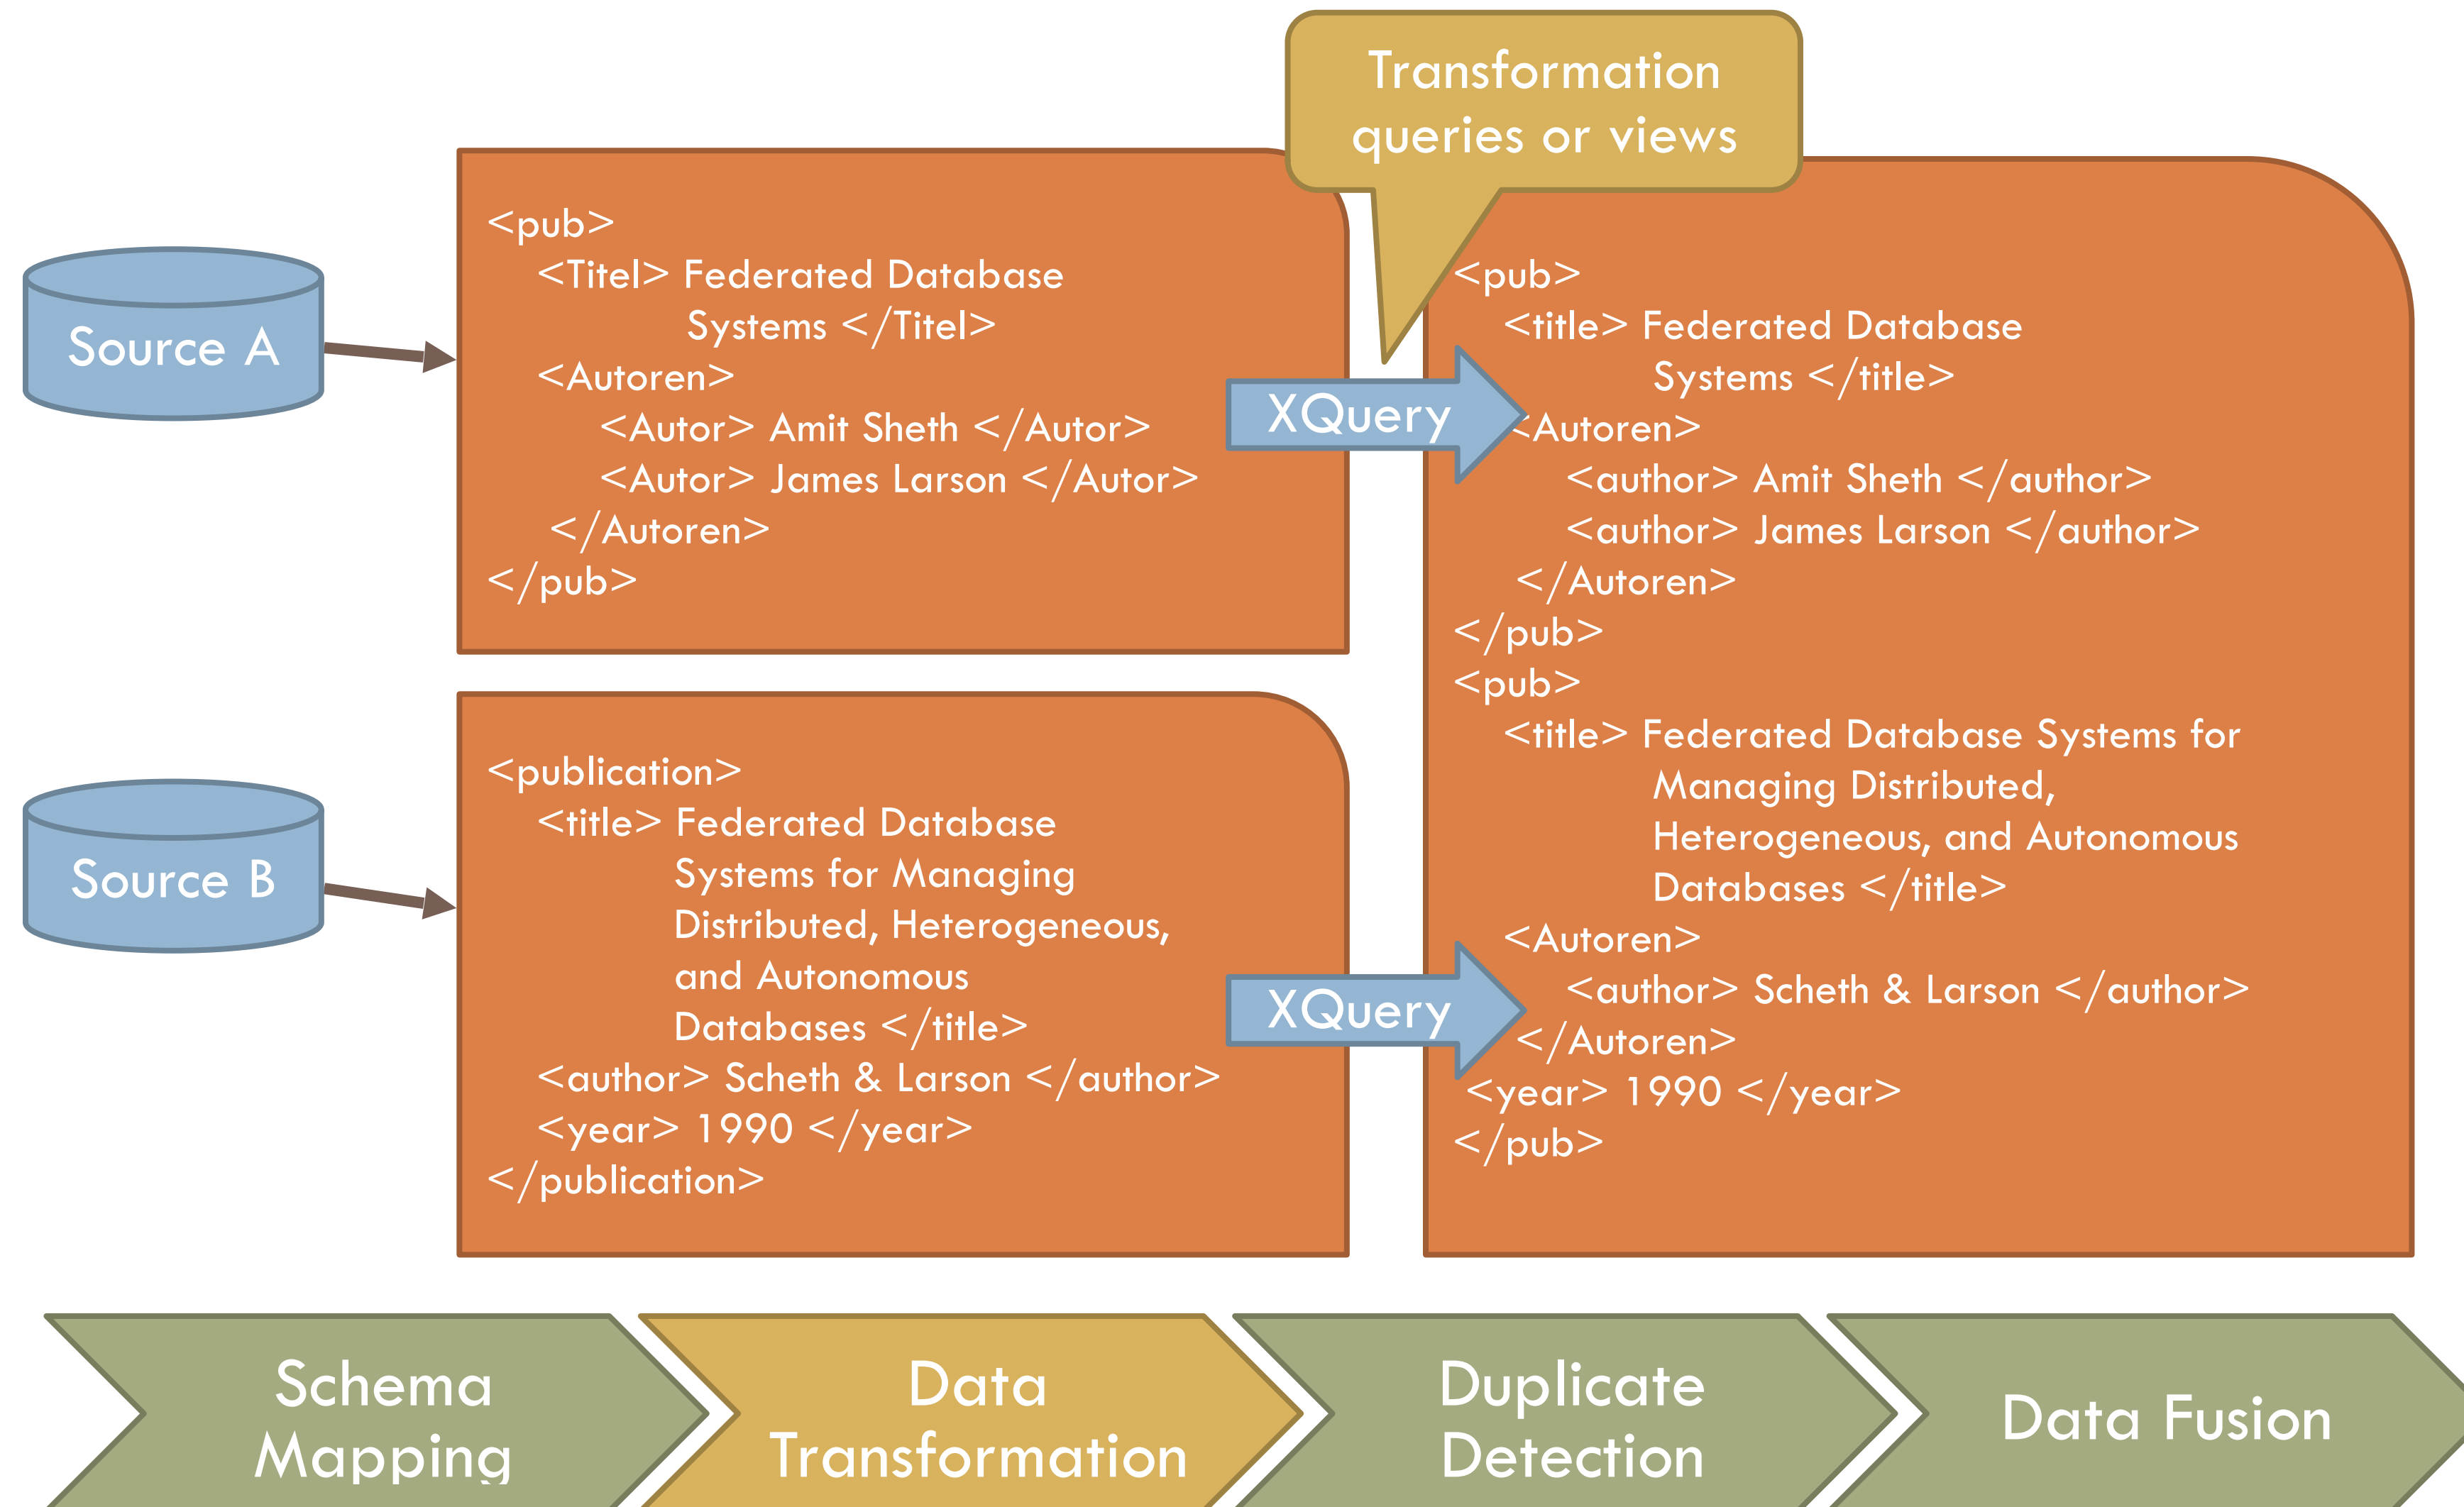 Transformation
queries or views
Source A
<pub>
<Titel> Federated Database
Systems </Titel>
<Autoren>
<Autor> Amit Sheth </Autor>
<Autor> James Larson </Autor>
</Autoren>
</pub>
XQuery
Source B
<publication>
<title> Federated Database
Systems for Managing
Distributed, Heterogeneous,
and Autonomous
Databases </title>
<author> Scheth & Larson </author>
<year> 1990 </year>
</publication>
XQuery
<pub>
<title> Federated Database
Systems </title>
<Autoren>
<author> Amit Sheth </author>
<author> James Larson </author>
</Autoren>
</pub>
<pub>
<title> Federated Database Systems for
Managing Distributed,
Heterogeneous, and Autonomous
Databases </title>
<Autoren>
<author> Scheth & Larson </author>
</Autoren>
<year> 1990 </year>
</pub>
Schema
Mapping
Data
Transformation
Duplicate
Detection
Data Fusion